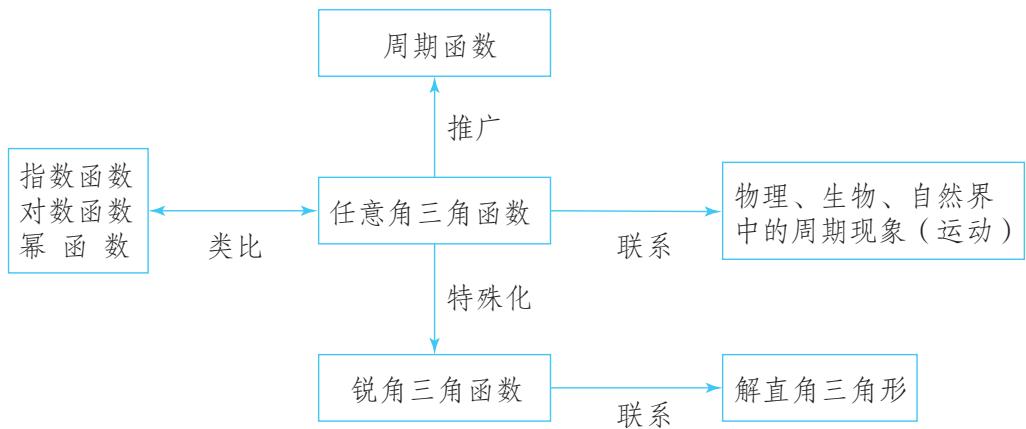 周期函数
推广
指数函数
对数函数
幂函数
类比
任意角三角函数
联系
物理、生物、自然界
中的周期现象（运动）
特殊化
锐角三角函数
联系
解直角三角形